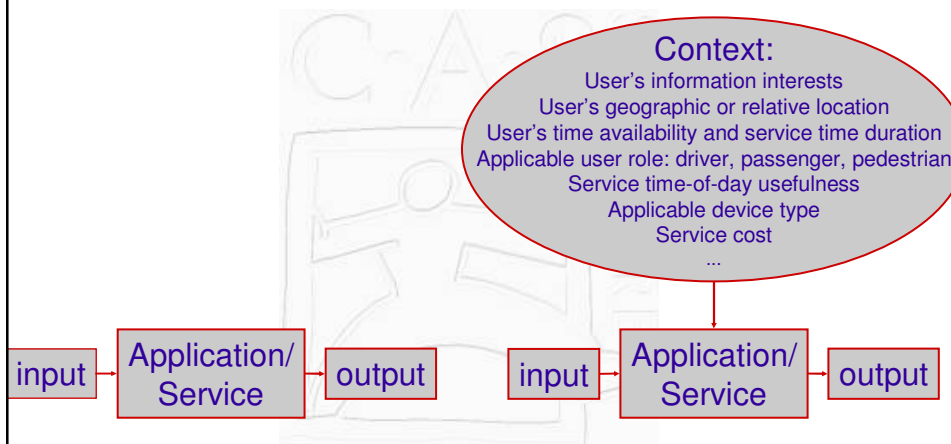 C-A-S
Context:
User's information interests
User's geographic or relative location
User's time availability and service time duration
Applicable user role: driver, passenger, pedestrian
Service time-of-day usefulness
Applicable device type
Service cost
...
input
Application/
Service
output
input
Application/
Service
output